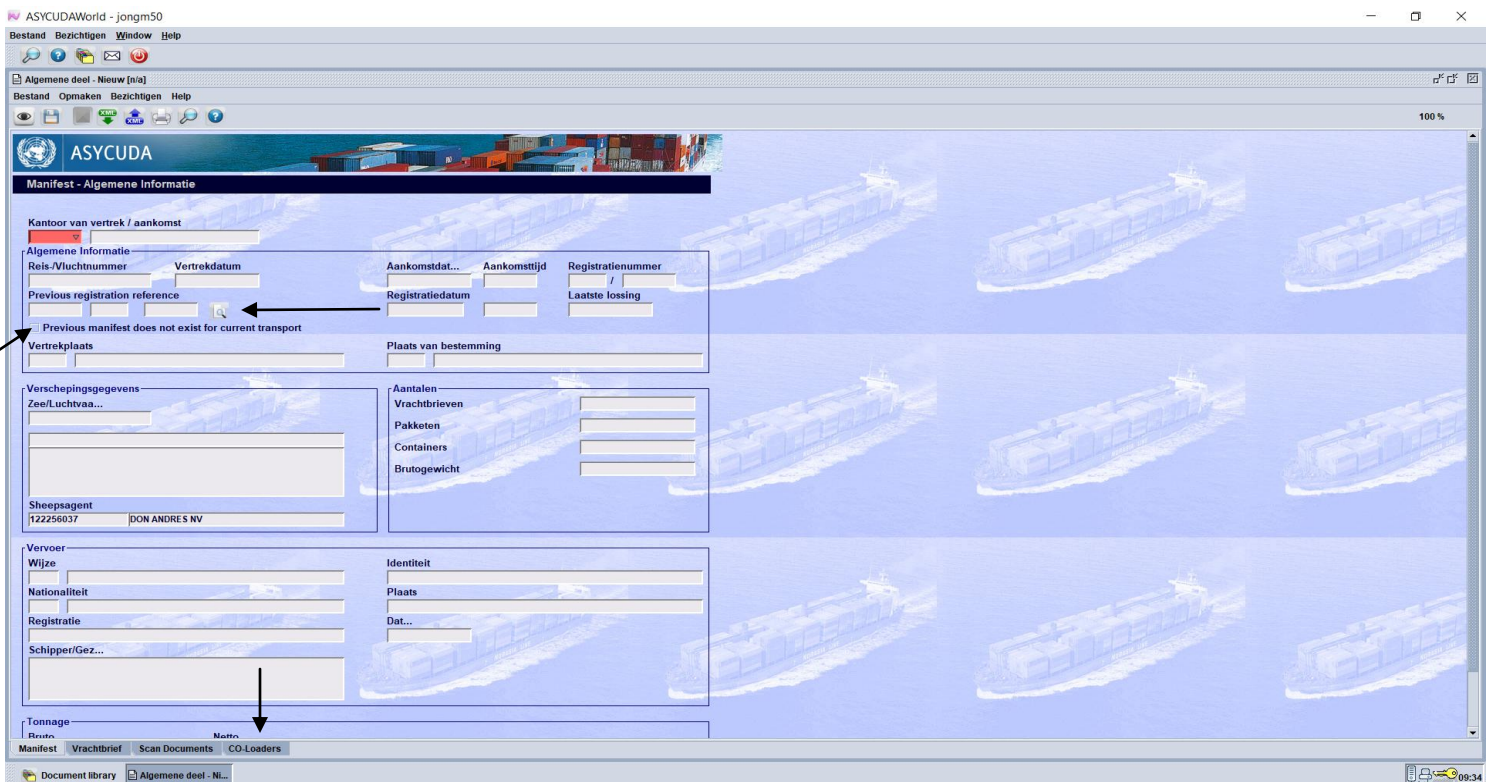 ASYCUDAWorld - jongm50
Bestand Bezichtigen Window Help
Algemene deel - Nieuw [n/a]
Bestand Opmaken Bezichtigen Help
XML XML
100 %
ASYCUDA
Manifest - Algemene Informatie
Kantoor van vertrek / aankomst
Algemene Informatie
Reis-/Vluchtnummer Vertrekdatum Aankomstdat... Aankomsttijd Registratienummer
/
Previous registration reference Registratiedatum Laatste lossing
Previous manifest does not exist for current transport
Vertrekplaats Plaats van bestemming
Verschepingsgegevens
Zee/Luchtvaa...
Sheepsagent
122256037 DON ANDRES NV
Aantalen
Vrachtbrieven
Pakketen
Containers
Brutogewicht
Vervoer
Wijze Identiteit
Nationaliteit Plaats
Registratie Dat...
Schipper/Gez...
Tonnage
Bruto Netto
Manifest Vrachtbrief Scan Documents CO-Loaders
Document library Algemene deel - Ni...
09:34